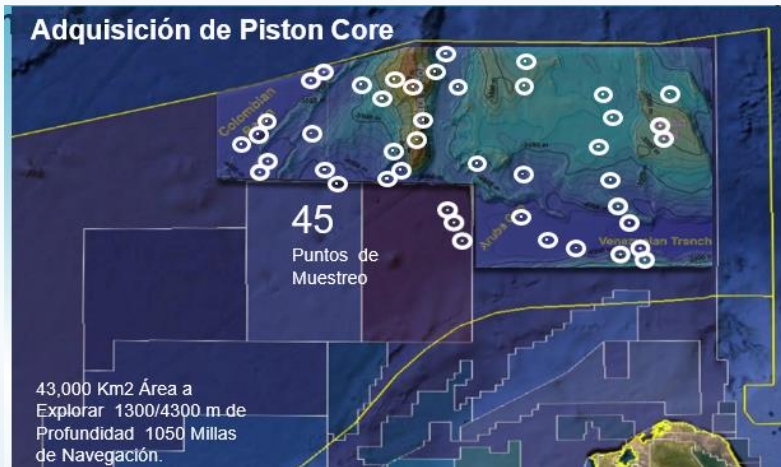 Adquisición de Piston Core
Colombian
Aruba
Venezuelan Trench
45
Puntos de
Muestreo
43,000 Km2 Área a
Explorar 1300/4300 m de
Profundidad 1050 Millas
de Navegación.